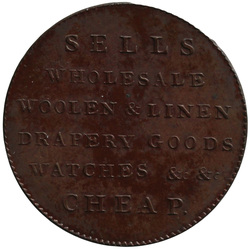 SELLS
WHOLESALE
WOOLEN & LINEN
DRAPERY GOODS
WATCHES &c &c
CHEAP.